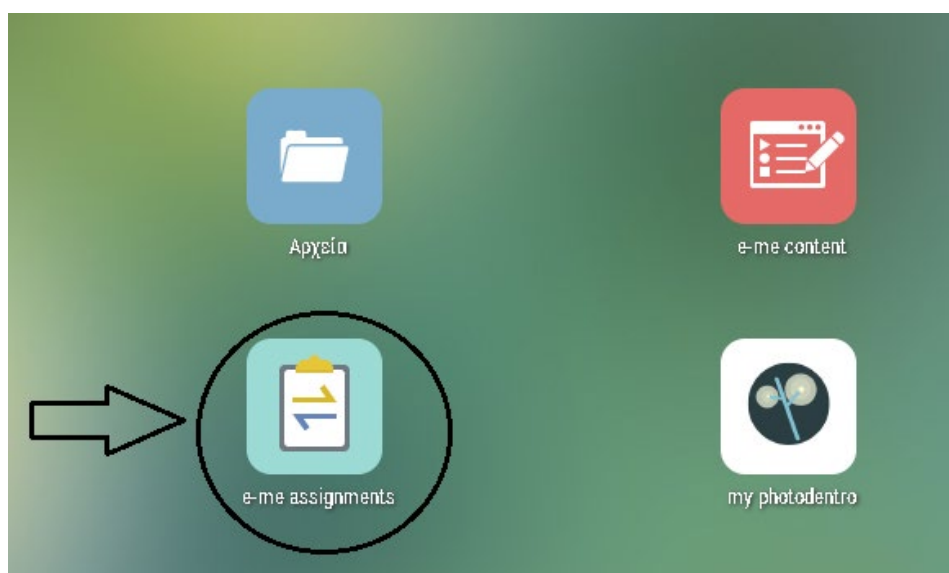 Αρχεία
e-me content
e-me assignments
my photodentro